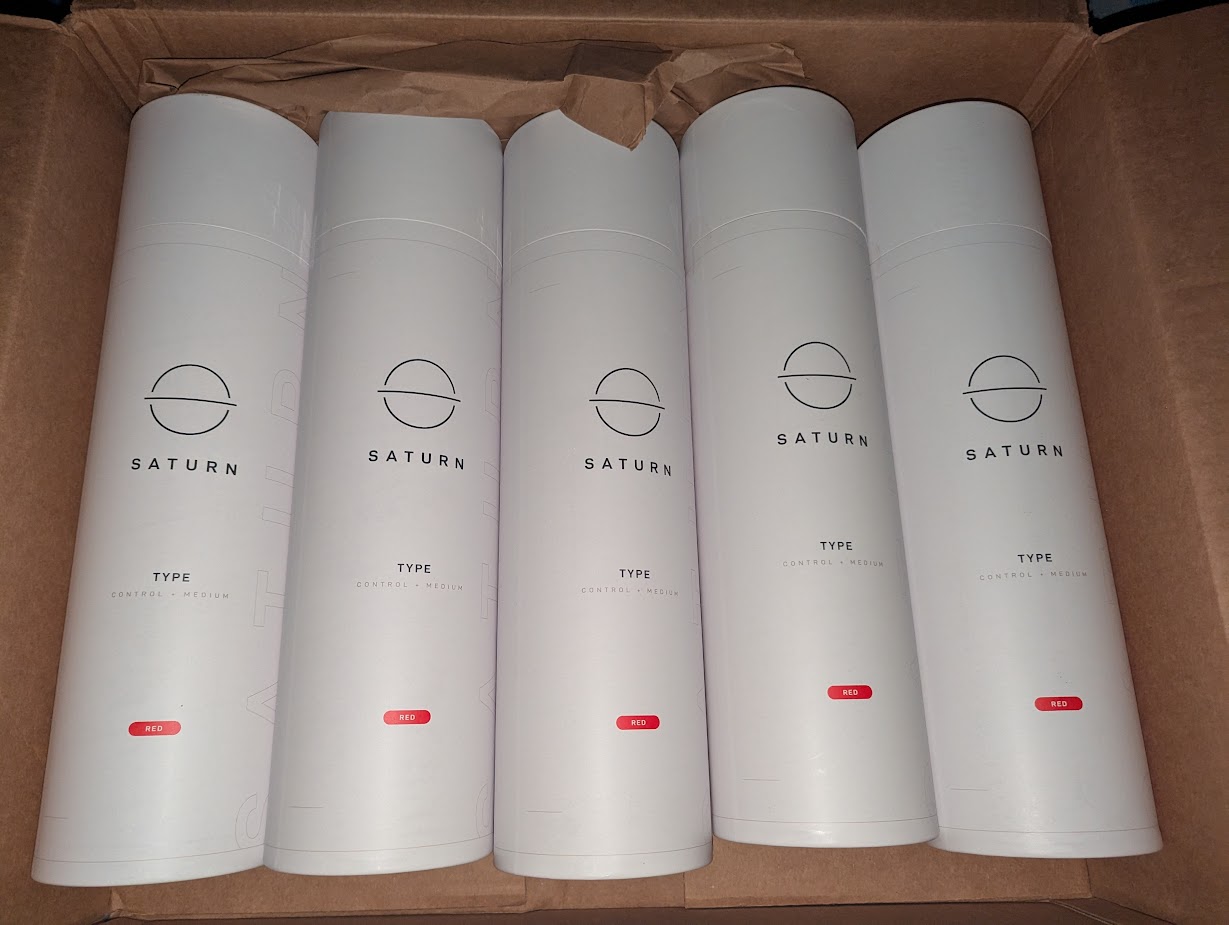 SATURN
TYPE
CONTROL + MEDIUM
RED
SATURN
TYPE
CONTROL + MEDIUM
RED
SATURN
TYPE
CONTROL + MEDIUM
RED
SATURN
TYPE
CONTROL + MEDIUM
RED
SATURN
TYPE
CONTROL + MEDIUM
RED